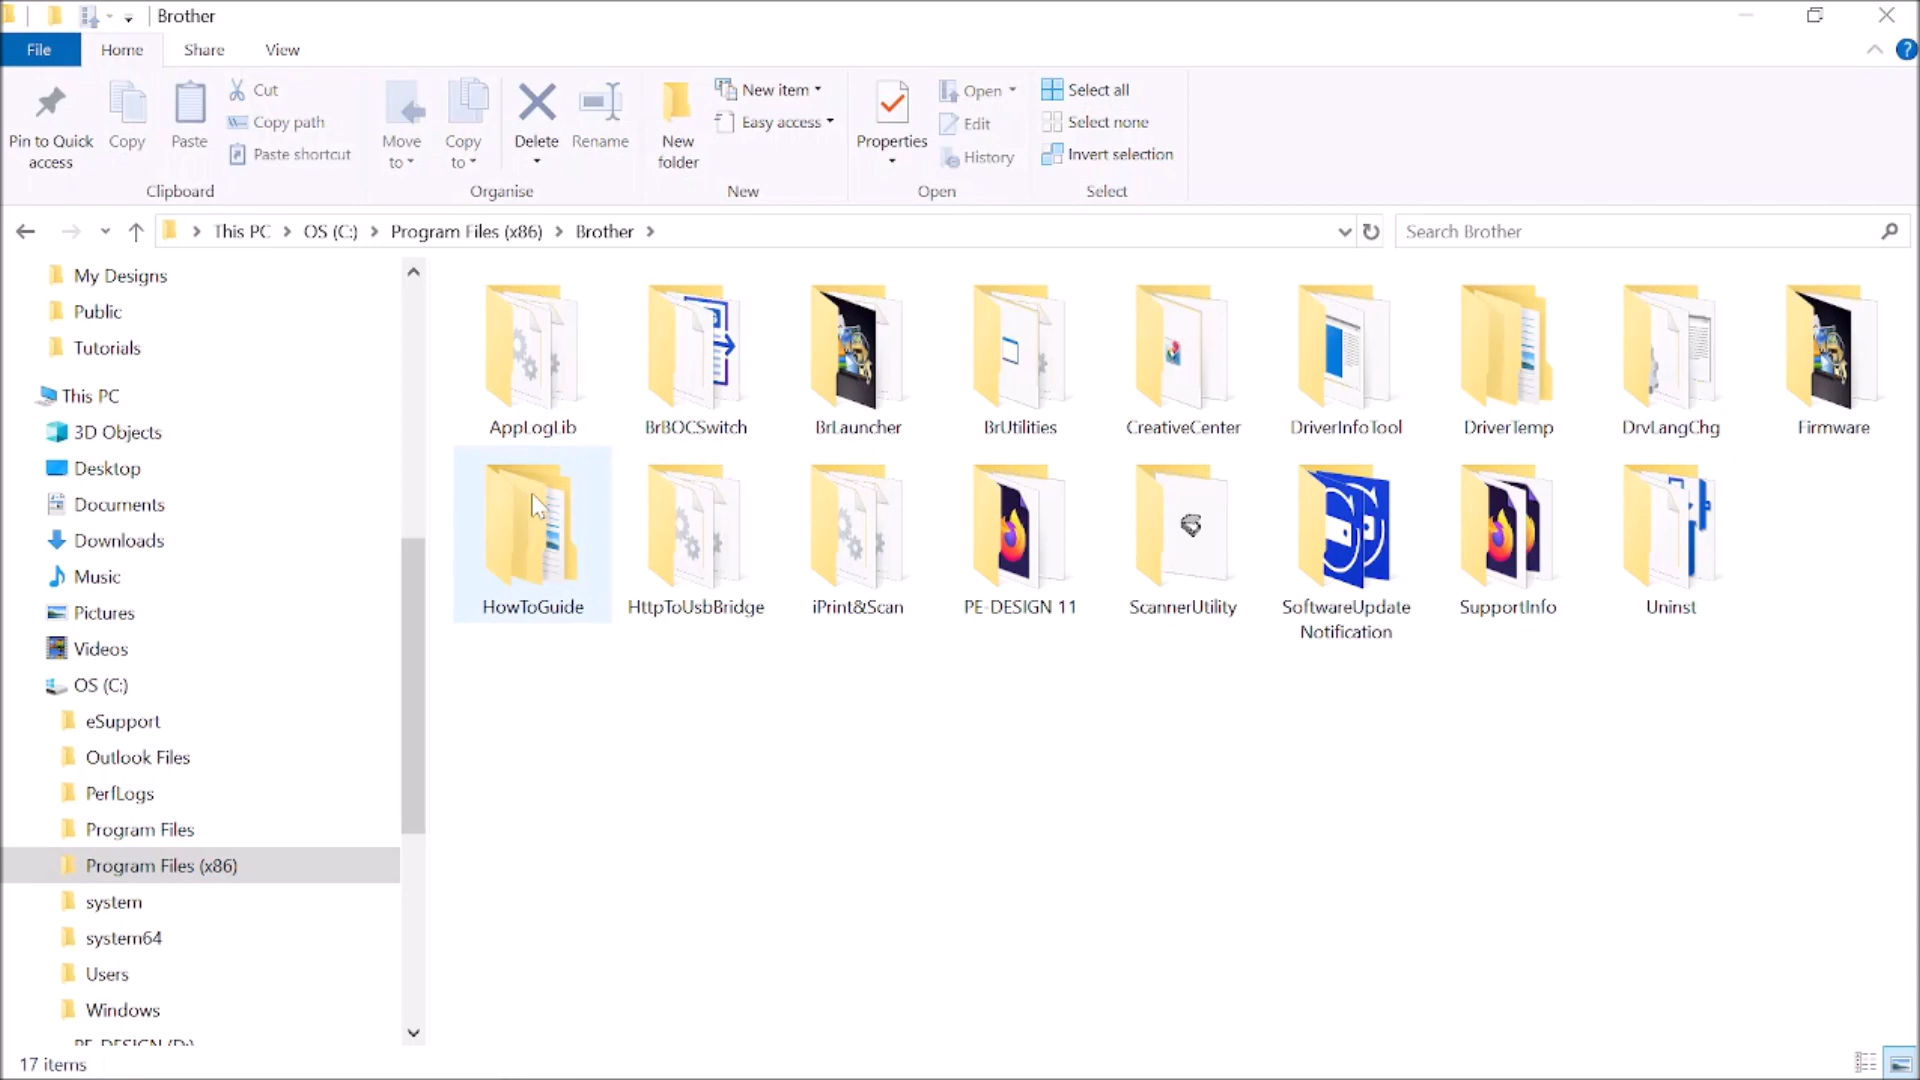 Brother
File Home Share View
Pin to Quick access
Copy
Paste
Cut
Copy path
Paste shortcut
Clipboard
Move to
Copy to
Delete
Rename
Organise
New folder
New item
Easy access
New
Properties
Open
Edit
History
Open
Select all
Select none
Invert selection
Select
This PC OS (C:) Program Files (x86) Brother
Search Brother
My Designs
Public
Tutorials
This PC
3D Objects
Desktop
Documents
Downloads
Music
Pictures
Videos
OS (C:)
eSupport
Outlook Files
PerfLogs
Program Files
Program Files (x86)
system
system64
Users
Windows
PE-DESIGN (D:)
AppLogLib BrBOCSwitch BrLauncher BrUtilities CreativeCenter DriverInfoTool DriverTemp DrvLangChg Firmware
HowToGuide HttpToUsbBridge iPrint&Scan PE-DESIGN 11 ScannerUtility SoftwareUpdate SupportInfo Uninst
Notification
17 items